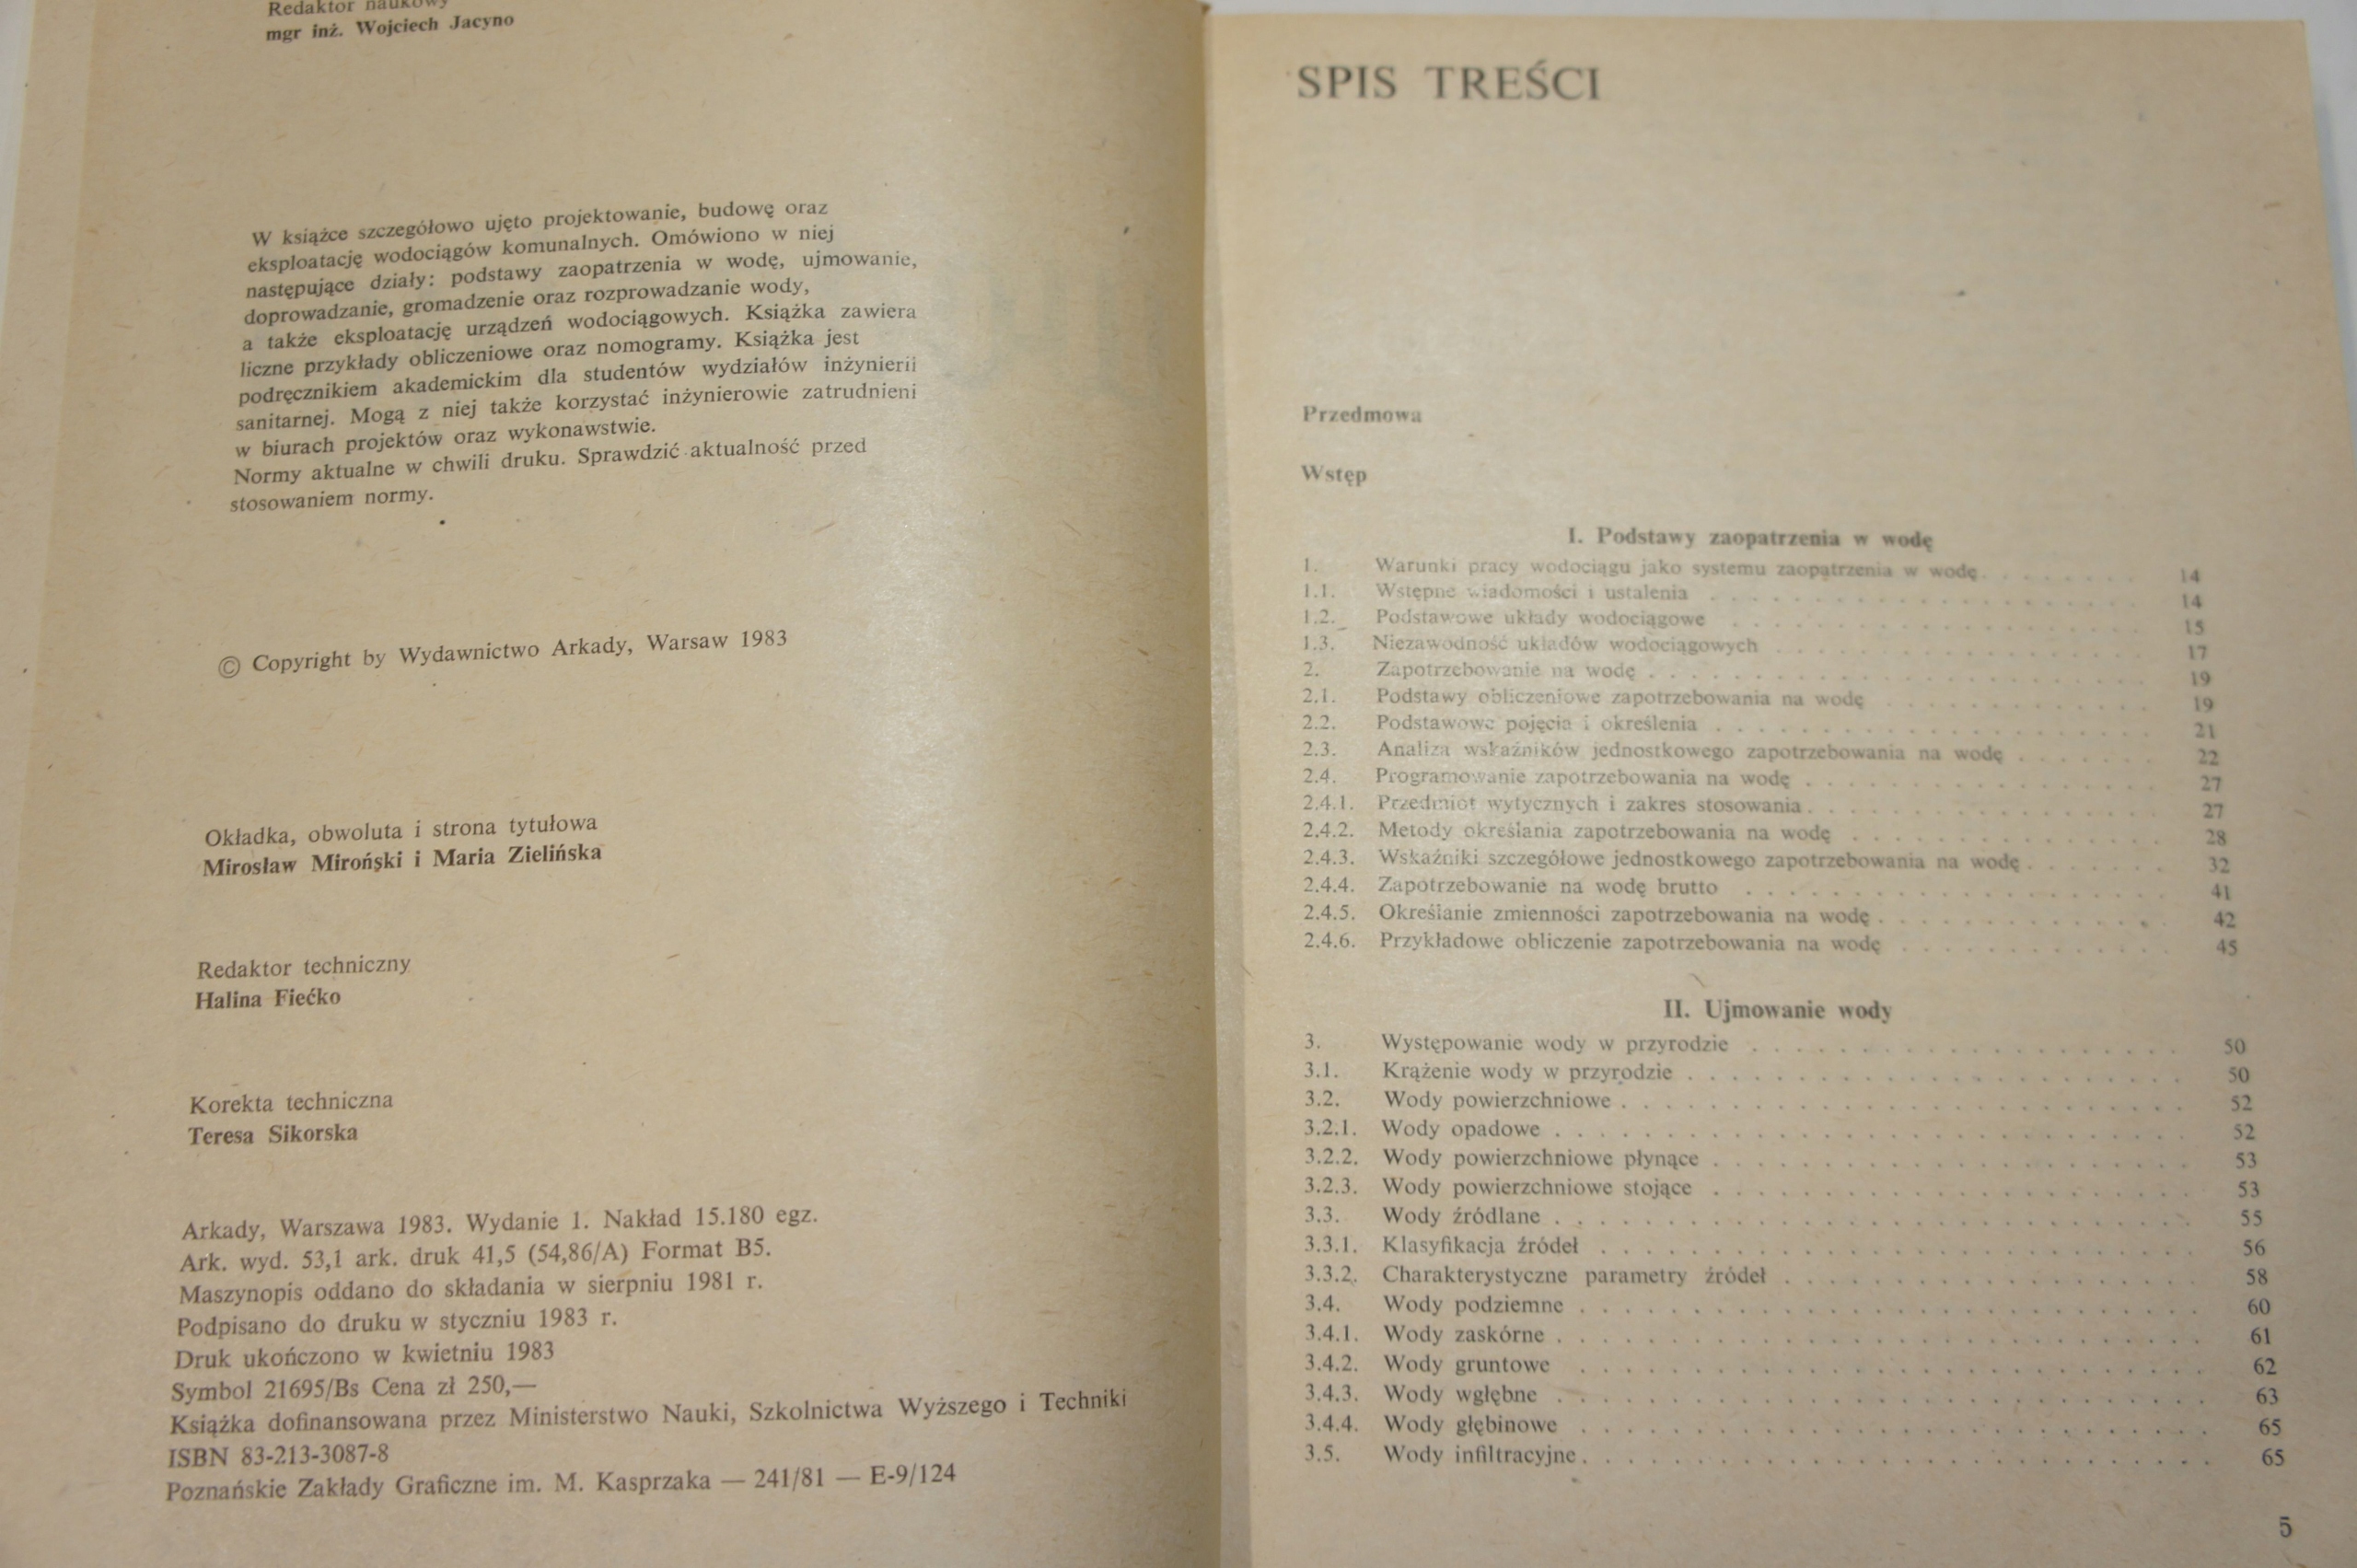 Redaktor naukowy
mgr inż. Wojciech Jacyno
W książce szczegółowo ujęto projektowanie, budowę oraz
eksploatację wodociągów komunalnych. Omówiono w niej
następujące działy: podstawy zaopatrzenia w wodę, ujmowanie,
doprowadzanie, gromadzenie oraz rozprowadzanie wody,
a także eksploatację urządzeń wodociągowych. Książka zawiera
liczne przykłady obliczeniowe oraz nomogramy. Książka jest
podręcznikiem akademickim dla studentów wydziałów inżynierii
sanitarnej. Mogą z niej także korzystać inżynierowie zatrudnieni
w biurach projektów oraz wykonawstwie.
Normy aktualne w chwili druku. Sprawdzić aktualność przed
stosowaniem normy.
© Copyright by Wydawnictwo Arkady, Warsaw 1983
Okładka, obwoluta i strona tytułowa
Mirosław Miroński i Maria Zielińska
Redaktor techniczny
Halina Fiećko
Korekta techniczna
Teresa Sikorska
Arkady, Warszawa 1983. Wydanie 1. Nakład 15.180 egz.
Ark. wyd. 53,1 ark. druk 41,5 (54,86/A) Format B5.
Maszynopis oddano do składania w sierpniu 1981 r.
Podpisano do druku w styczniu 1983 r.
Druk ukończono w kwietniu 1983
Symbol 21695/Bs Cena zł 250,—
Książka dofinansowana przez Ministerstwo Nauki, Szkolnictwa Wyższego i Techniki
ISBN 83-213-3087-8
Poznańskie Zakłady Graficzne im. M. Kasprzaka — 241/81 — E-9/124
SPIS TREŚCI
Przedmowa
Wstęp
I. Podstawy zaopatrzenia w wodę
1. Warunki pracy wodociągu jako systemu zaopatrzenia w wodę . . . . . . . 14
1.1. Wstępne wiadomości i ustalenia . . . . . . . . . . 14
1.2. Podstawowe układy wodociągowe . . . . . . . . . . 15
1.3. Niezawodność układów wodociągowych . . . . . . . . . . 17
2. Zapotrzebowanie na wodę . . . . . . . . . . 19
2.1. Podstawy obliczeniowe zapotrzebowania na wodę . . . . . . . . . . 19
2.2. Podstawowe pojęcia i określenia . . . . . . . . . . 21
2.3. Analiza wskaźników jednostkowego zapotrzebowania na wodę . . . . . . . 22
2.4. Programowanie zapotrzebowania na wodę . . . . . . . . . . 27
2.4.1. Przedmiot wytycznych i zakres stosowania . . . . . . . . . . 27
2.4.2. Metody określania zapotrzebowania na wodę . . . . . . . . . . 28
2.4.3. Wskaźniki szczegółowe jednostkowego zapotrzebowania na wodę . . . . . . . 32
2.4.4. Zapotrzebowanie na wodę brutto . . . . . . . . . . 41
2.4.5. Określanie zmienności zapotrzebowania na wodę . . . . . . . . . . 42
2.4.6. Przykładowe obliczenie zapotrzebowania na wodę . . . . . . . . . . 45
II. Ujmowanie wody
3. Występowanie wody w przyrodzie . . . . . . . . . . 50
3.1. Krążenie wody w przyrodzie . . . . . . . . . . 50
3.2. Wody powierzchniowe . . . . . . . . . . 52
3.2.1. Wody opadowe . . . . . . . . . . 52
3.2.2. Wody powierzchniowe płynące . . . . . . . . . . 53
3.2.3. Wody powierzchniowe stojące . . . . . . . . . . 53
3.3. Wody źródlane . . . . . . . . . . 55
3.3.1. Klasyfikacja źródeł . . . . . . . . . . 56
3.3.2. Charakterystyczne parametry źródeł . . . . . . . . . . 58
3.4. Wody podziemne . . . . . . . . . . 60
3.4.1. Wody zaskórne . . . . . . . . . . 61
3.4.2. Wody gruntowe . . . . . . . . . . 62
3.4.3. Wody wgłębne . . . . . . . . . . 63
3.4.4. Wody głębinowe . . . . . . . . . . 65
3.5. Wody infiltracyjne . . . . . . . . . . 65
5